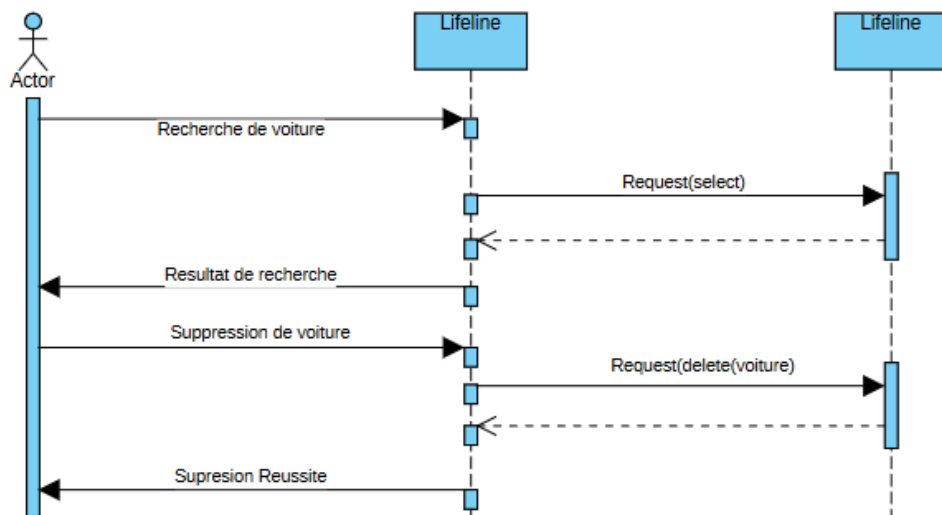 Lifeline
Lifeline
Actor
Recherche de voiture
Request(select)
Resultat de recherche
Suppression de voiture
Request(delete(voiture)
Supresion Reussite